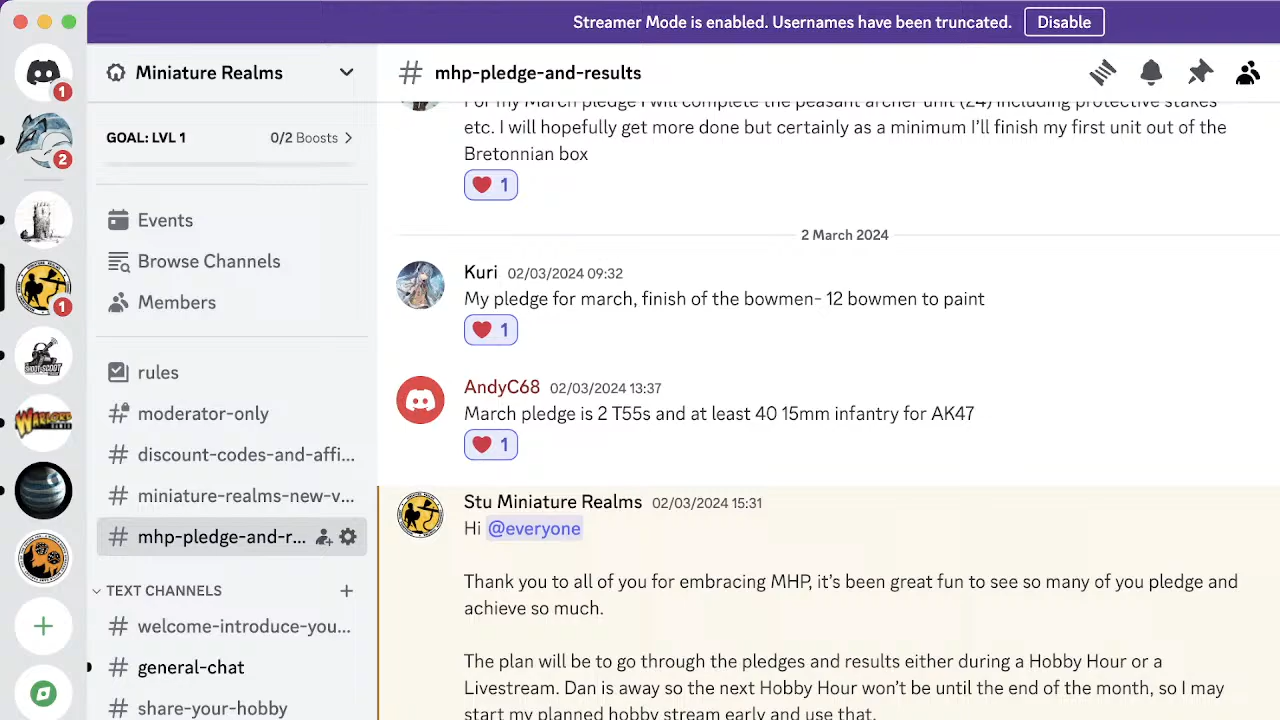 Streamer Mode is enabled. Usernames have been truncated. Disable
1
2
1
WARLORD
Miniature Realms
GOAL: LVL 1 0/2 Boosts
Events
Browse Channels
Members
rules
moderator-only
discount-codes-and-affi...
miniature-realms-new-v...
mhp-pledge-and-r...
TEXT CHANNELS
welcome-introduce-you...
general-chat
share-your-hobby
mhp-pledge-and-results
For my March pledge I will complete the peasant archer unit (24) including protective stakes
etc. I will hopefully get more done but certainly as a minimum I'll finish my first unit out of the
Bretonnian box
1
2 March 2024
Kuri 02/03/2024 09:32
My pledge for march, finish of the bowmen- 12 bowmen to paint
1
AndyC68 02/03/2024 13:37
March pledge is 2 T55s and at least 40 15mm infantry for AK47
1
Stu Miniature Realms 02/03/2024 15:31
Hi @everyone
Thank you to all of you for embracing MHP, it's been great fun to see so many of you pledge and
achieve so much.
The plan will be to go through the pledges and results either during a Hobby Hour or a
Livestream. Dan is away so the next Hobby Hour won't be until the end of the month, so I may
start my planned hobby stream early and use that.